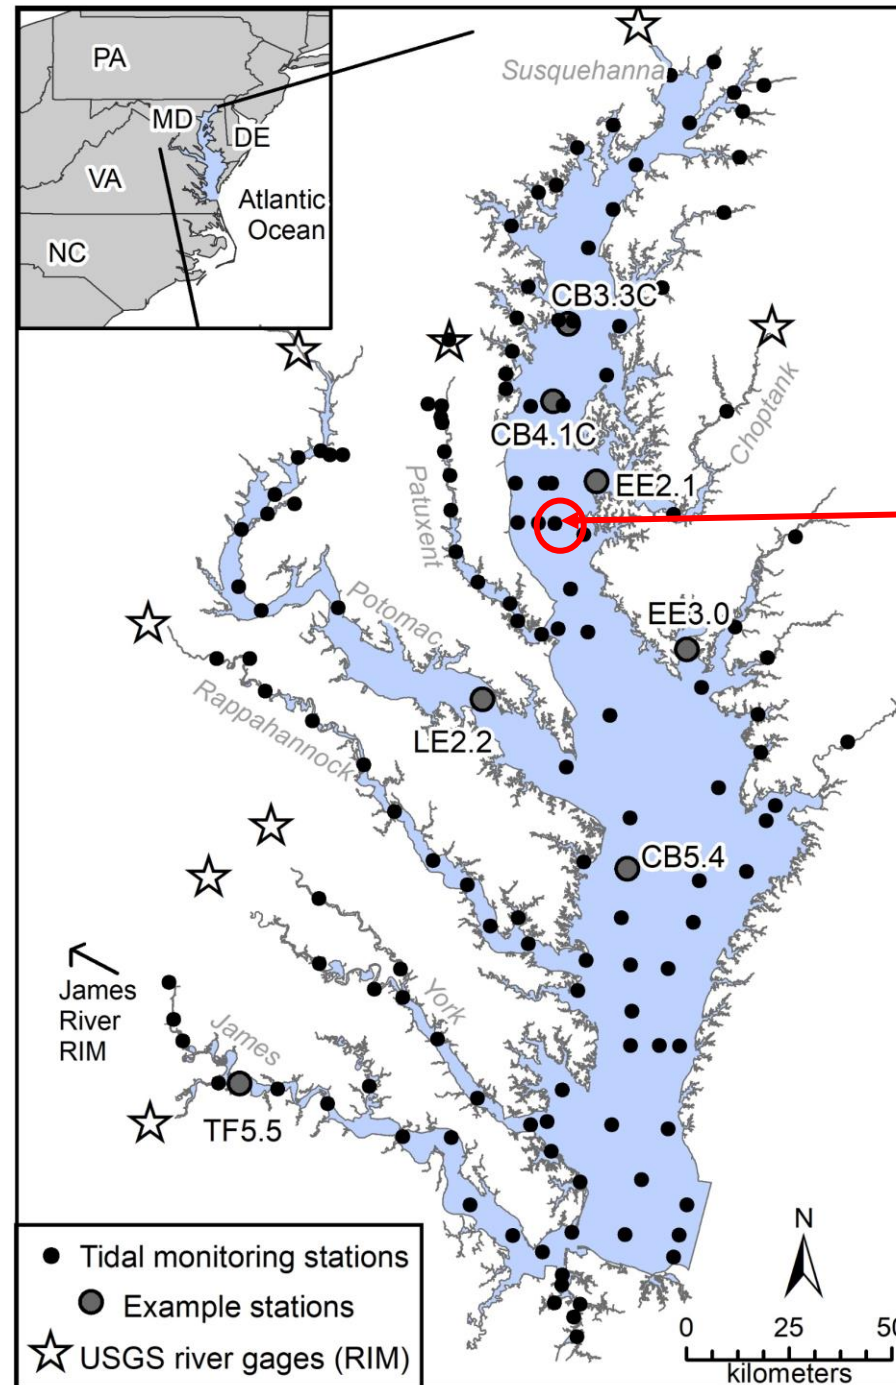 PA
MD
DE
VA
Atlantic
Ocean
NC
Susquehanna
CB3.3C
Choptank
CB4.1C
EE2.1
Patuxent
Potomac
EE3.0
Rappahannock
LE2.2
CB5.4
James
River
RIM
York
James
TF5.5
N
Tidal monitoring stations
Example stations
USGS river gages (RIM)
0 25 50
kilometers